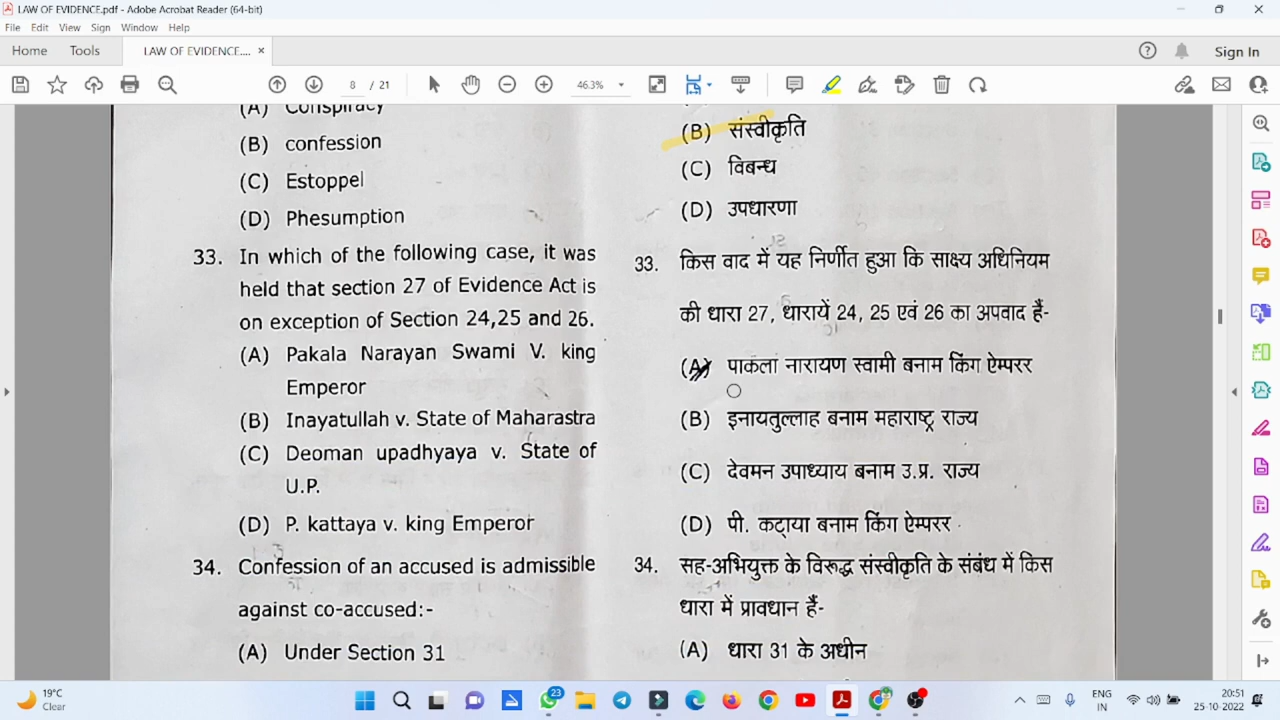 LAW OF EVIDENCE.pdf - Adobe Acrobat Reader (64-bit)
File Edit View Sign Window Help
Home Tools LAW OF EVIDENCE.... × Sign In
8 / 21 46.3%
(A) Conspiracy
(B) confession
(C) Estoppel
(D) Phesumption
33. In which of the following case, it was
held that section 27 of Evidence Act is
on exception of Section 24,25 and 26.
(A) Pakala Narayan Swami V. king
Emperor
(B) Inayatullah v. State of Maharastra
(C) Deoman upadhyaya v. State of
U.P.
(D) P. kattaya v. king Emperor
34. Confession of an accused is admissible
against co-accused:-
(A) Under Section 31
(B) संस्वीकृति
(C) विबन्ध
(D) उपधारणा
33. किस वाद में यह निर्णीत हुआ कि साक्ष्य अधिनियम
की धारा 27, धारायें 24, 25 एवं 26 का अपवाद हैं-
(A) पाकला नारायण स्वामी बनाम किंग ऐम्परर
(B) इनायतुल्लाह बनाम महाराष्ट्र राज्य
(C) देवमन उपाध्याय बनाम उ.प्र. राज्य
(D) पी. कटाया बनाम किंग ऐम्परर
34. सह-अभियुक्त के विरूद्ध संस्वीकृति के संबंध में किस
धारा में प्रावधान हैं-
(A) धारा 31 के अधीन
19°C
Clear
23
ENG
IN
20:51
25-10-2022